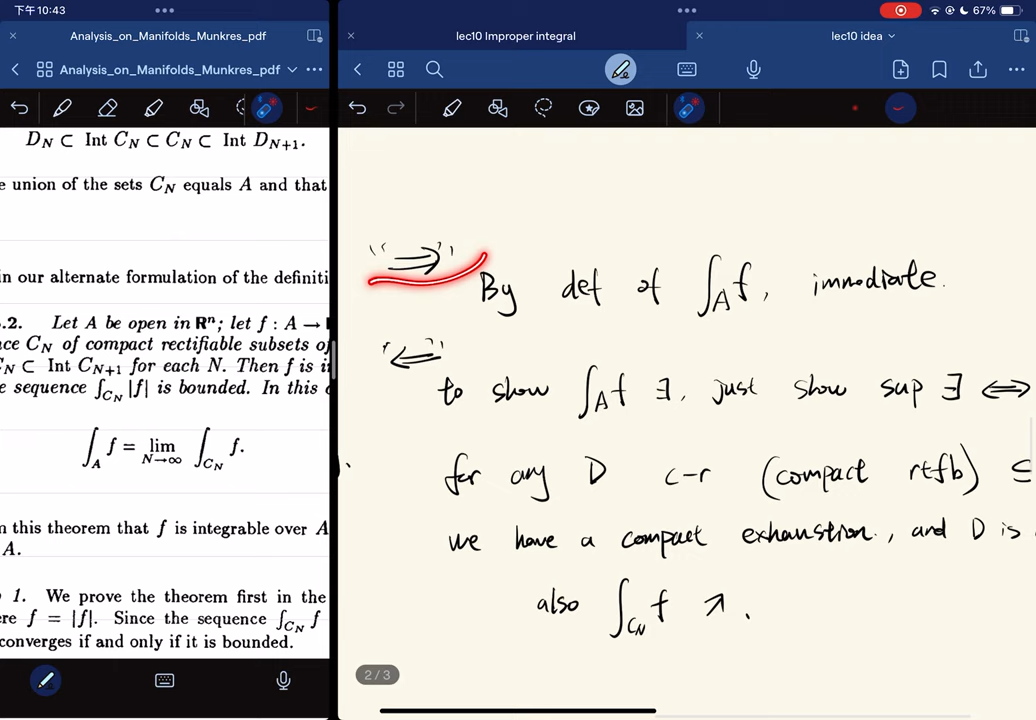 下午10:43
67%
Analysis_on_Manifolds_Munkres_pdf
lec10 Improper integral
lec10 idea
Analysis_on_Manifolds_Munkres_pdf
D_N ⊂ Int C_N ⊂ C_N ⊂ Int D_{N+1}.
e union of the sets C_N equals A and that
in our alternate formulation of the definiti
.2. Let A be open in R^n; let f : A →
ce C_N of compact rectifiable subsets of
C_N ⊂ Int C_{N+1} for each N. Then f is i
e sequence ∫_{C_N} |f| is bounded. In this
∫_A f = lim_{N→∞} ∫_{C_N} f.
m this theorem that f is integrable over A
A.
1. We prove the theorem first in the
ere f = |f|. Since the sequence ∫_{C_N} f
converges if and only if it is bounded.
"⇒" By def of ∫_A f, immediate.
"⇐"
to show ∫_A f ∃, just show sup ∃ ⇔
for any D c-r (compact rtfb) ⊆
we have a compact exhaustion, and D is
also ∫_{C_N} f ↗.
2/3